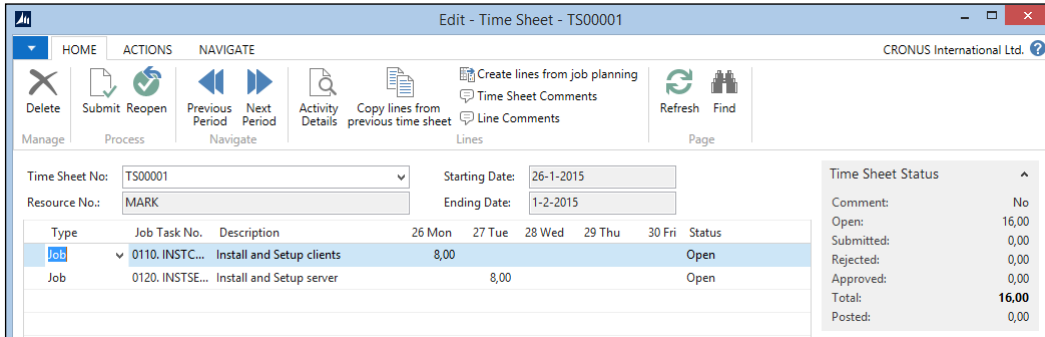 Edit - Time Sheet - TS00001
HOME ACTIONS NAVIGATE CRONUS International Ltd.
Delete Submit Reopen Previous Period Next Period Activity Details Copy lines from previous time sheet Create lines from job planning Time Sheet Comments Line Comments Refresh Find
Manage Process Navigate Lines Page
Time Sheet No: TS00001 Starting Date: 26-1-2015
Resource No.: MARK Ending Date: 1-2-2015
Type Job Task No. Description 26 Mon 27 Tue 28 Wed 29 Thu 30 Fri Status
Job 0110. INSTC... Install and Setup clients 8,00 Open
Job 0120. INSTSE... Install and Setup server 8,00 Open
Time Sheet Status
Comment: No
Open: 16,00
Submitted: 0,00
Rejected: 0,00
Approved: 0,00
Total: 16,00
Posted: 0,00